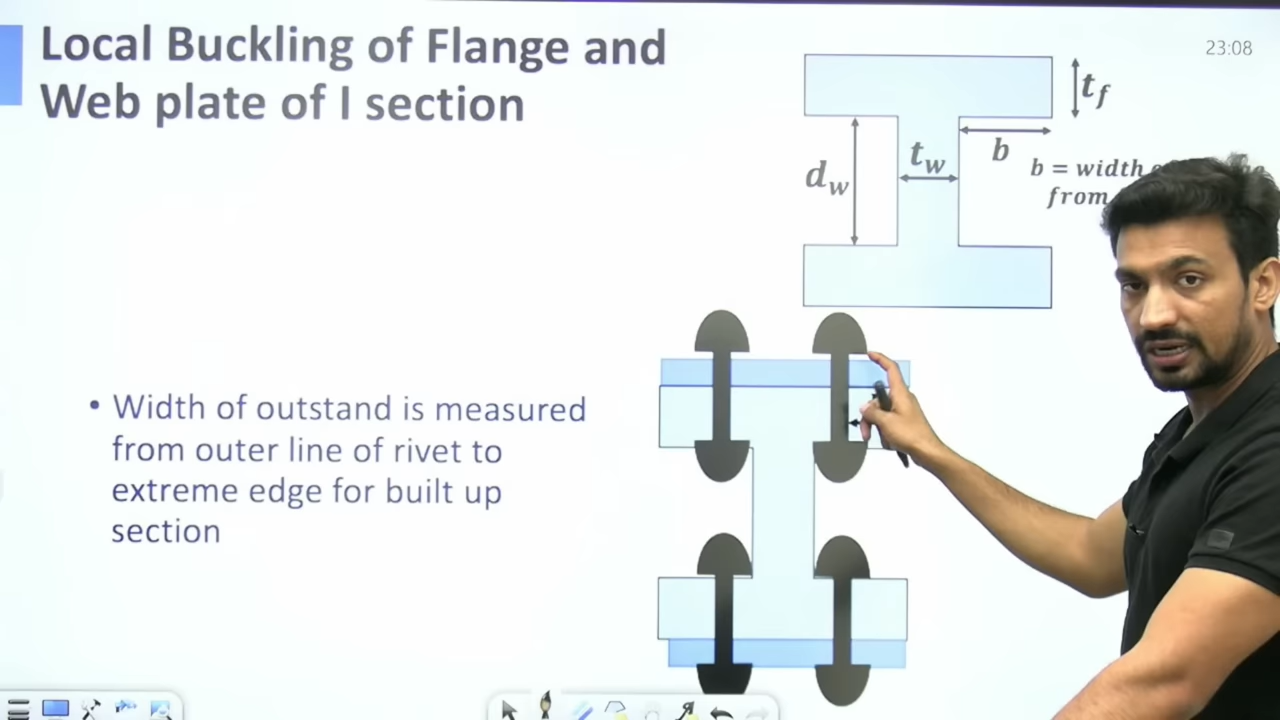 Local Buckling of Flange and
Web plate of I section
23:08
t_f
t_w
b
d_w
b = width
from
• Width of outstand is measured
from outer line of rivet to
extreme edge for built up
section